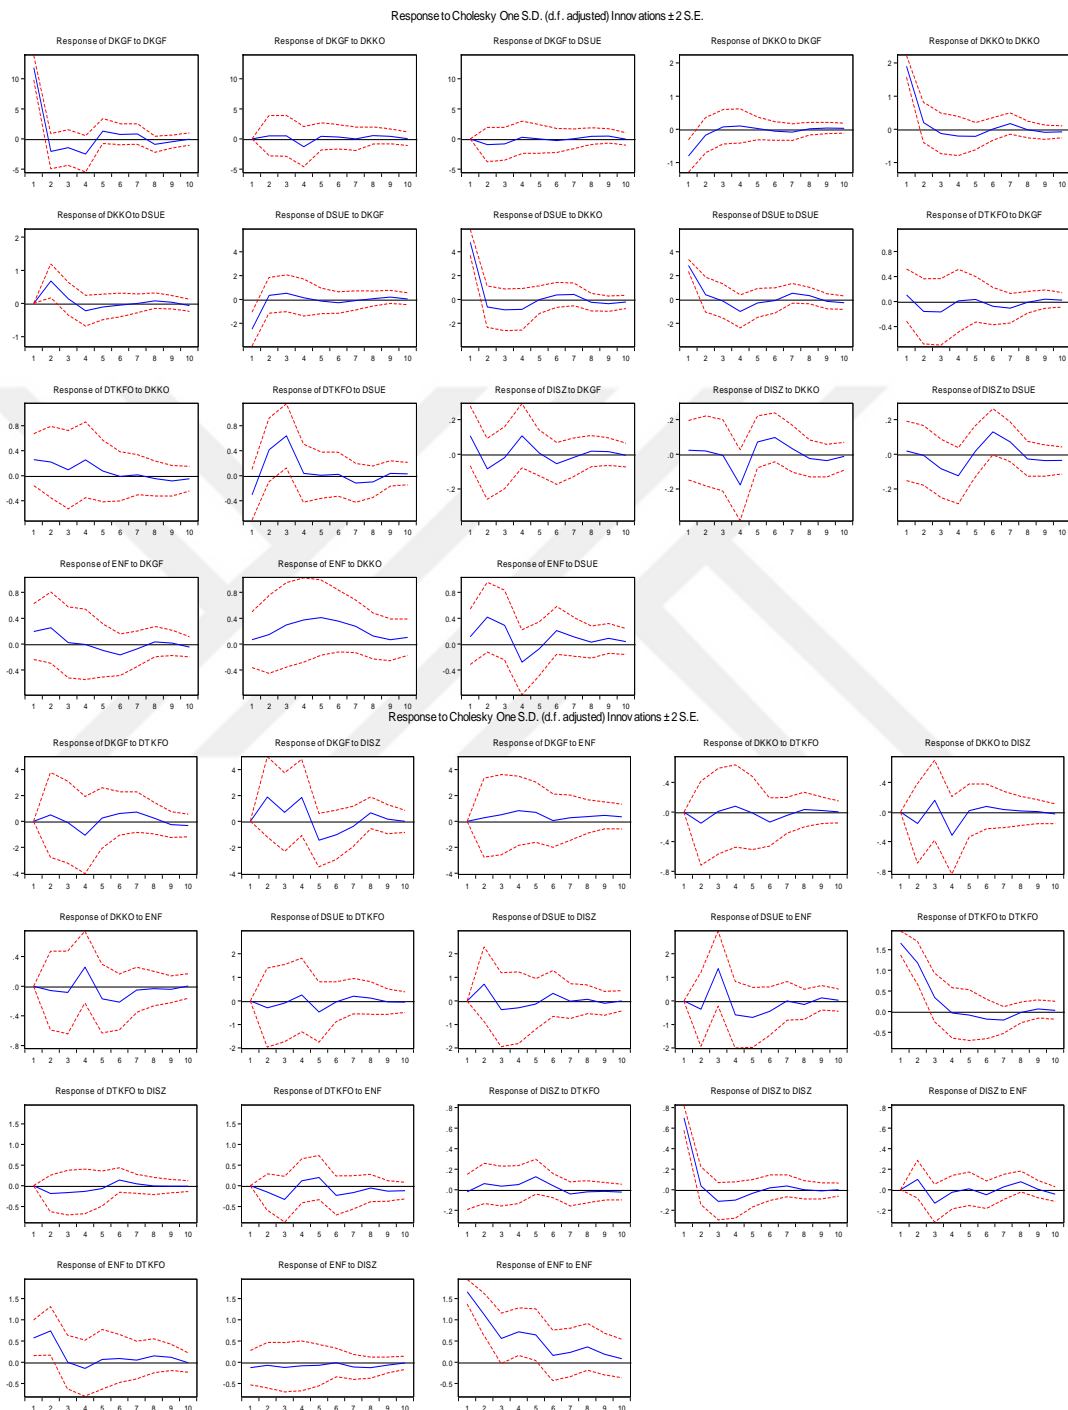 Response to Cholesky One S.D. (d.f. adjusted) Innovations ± 2 S.E.
Response of DKGF to DKGF
Response of DKGF to DKKO
Response of DKGF to DSUE
Response of DKKO to DKGF
Response of DKKO to DKKO
Response of DKKO to DSUE
Response of DSUE to DKGF
Response of DSUE to DKKO
Response of DSUE to DSUE
Response of DTKFO to DKGF
Response of DTKFO to DKKO
Response of DTKFO to DSUE
Response of DISZ to DKGF
Response of DISZ to DKKO
Response of DISZ to DSUE
Response of ENF to DKGF
Response of ENF to DKKO
Response of ENF to DSUE
Response to Cholesky One S.D. (d.f. adjusted) Innovations ± 2 S.E.
Response of DKGF to DTKFO
Response of DKGF to DISZ
Response of DKGF to ENF
Response of DKKO to DTKFO
Response of DKKO to DISZ
Response of DKKO to ENF
Response of DSUE to DTKFO
Response of DSUE to DISZ
Response of DSUE to ENF
Response of DTKFO to DTKFO
Response of DTKFO to DISZ
Response of DTKFO to ENF
Response of DISZ to DTKFO
Response of DISZ to DISZ
Response of DISZ to ENF
Response of ENF to DTKFO
Response of ENF to DISZ
Response of ENF to ENF